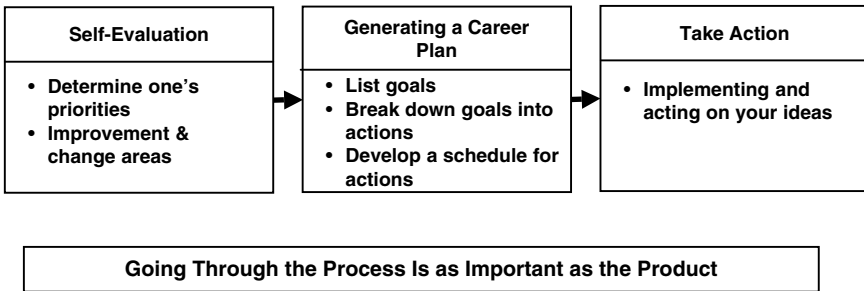 Self-Evaluation
• Determine one's
priorities
• Improvement &
change areas
Generating a Career
Plan
• List goals
• Break down goals into
actions
• Develop a schedule for
actions
Take Action
• Implementing and
acting on your ideas
Going Through the Process Is as Important as the Product